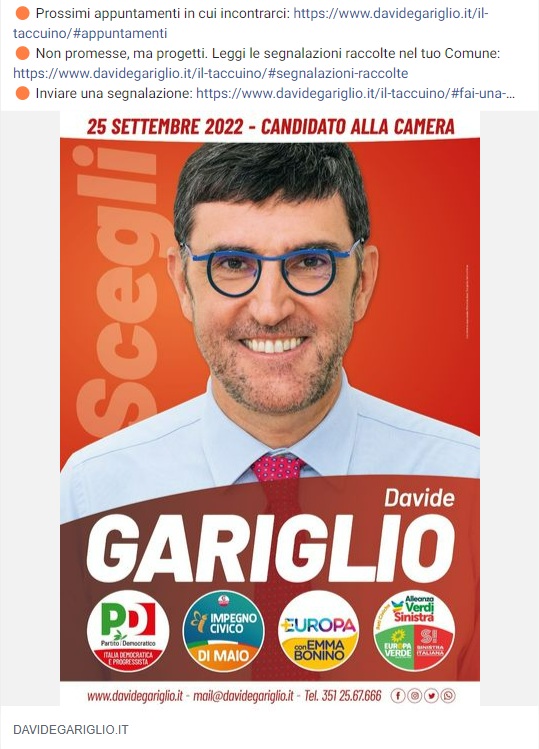 Prossimi appuntamenti in cui incontrarci: https://www.davidegariglio.it/il-
taccuino/#appuntamenti
Non promesse, ma progetti. Leggi le segnalazioni raccolte nel tuo Comune:
https://www.davidegariglio.it/il-taccuino/#segnalazioni-raccolte
Inviare una segnalazione: https://www.davidegariglio.it/il-taccuino/#fai-una-...
25 SETTEMBRE 2022 - CANDIDATO ALLA CAMERA
Scegli
Davide
GARIGLIO
PD
Partito Democratico
ITALIA DEMOCRATICA
E PROGRESSISTA
IMPEGNO
CIVICO
DI MAIO
+EUROPA
con EMMA
BONINO
Alleanza
Verdi
Sinistra
EUROPA
VERDE
SI
SINISTRA
ITALIANA
www.davidegariglio.it - mail@davidegariglio.it - Tel. 351 25.67.666
DAVIDEGARIGLIO.IT